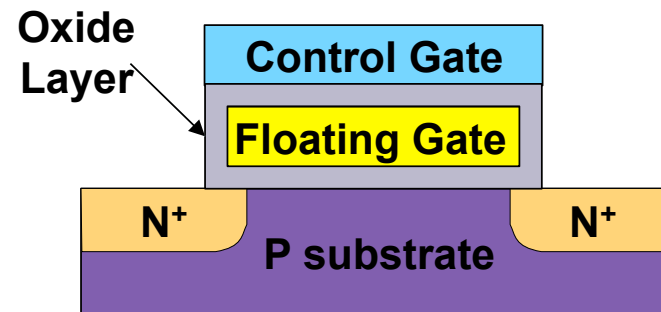 Oxide
Layer
Control Gate
Floating Gate
N⁺
P substrate
N⁺